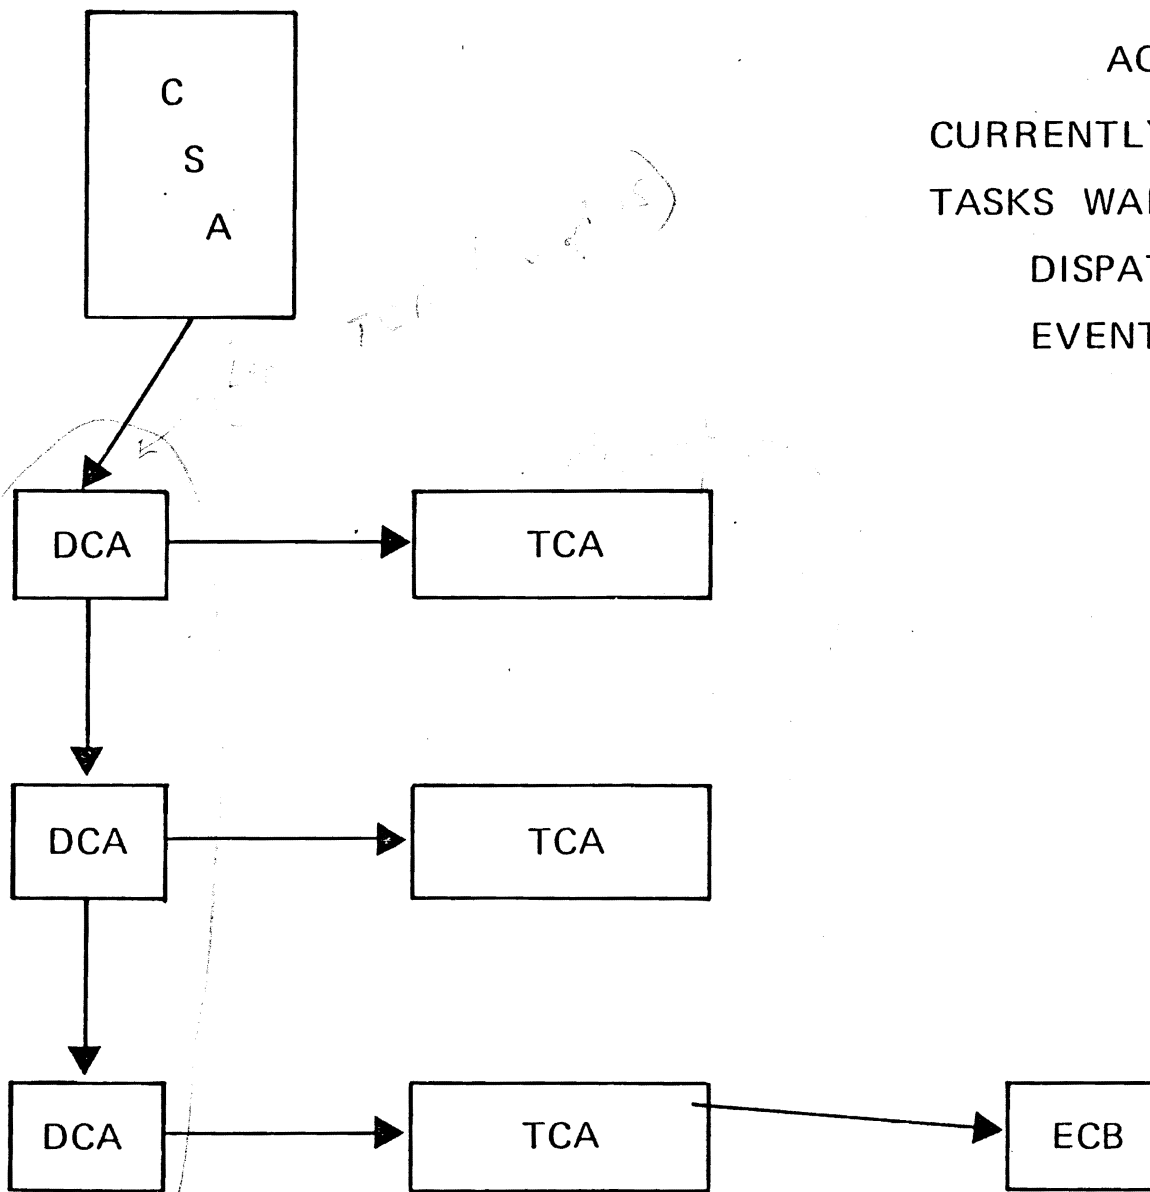 C
S
A
AC
CURRENTLY
TASKS WAI
DISPAT
EVENT
DCA
TCA
DCA
TCA
DCA
TCA
ECB